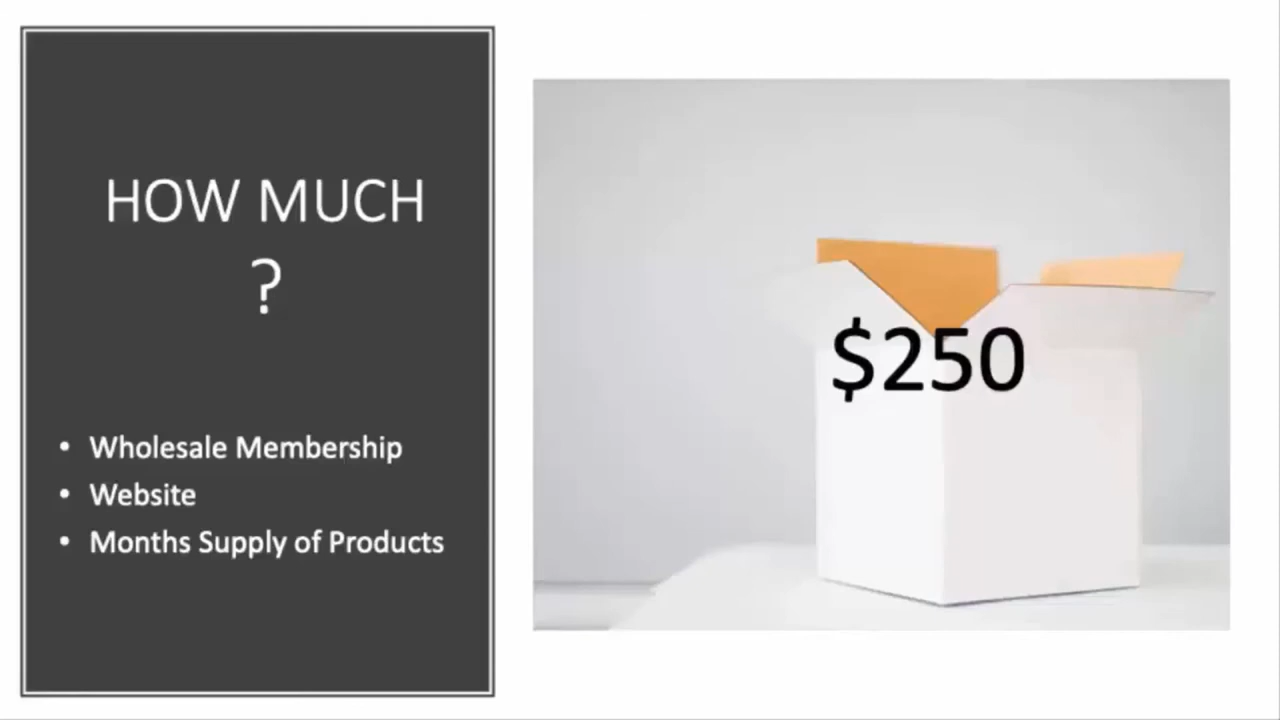 HOW MUCH
?
• Wholesale Membership
• Website
• Months Supply of Products
$250